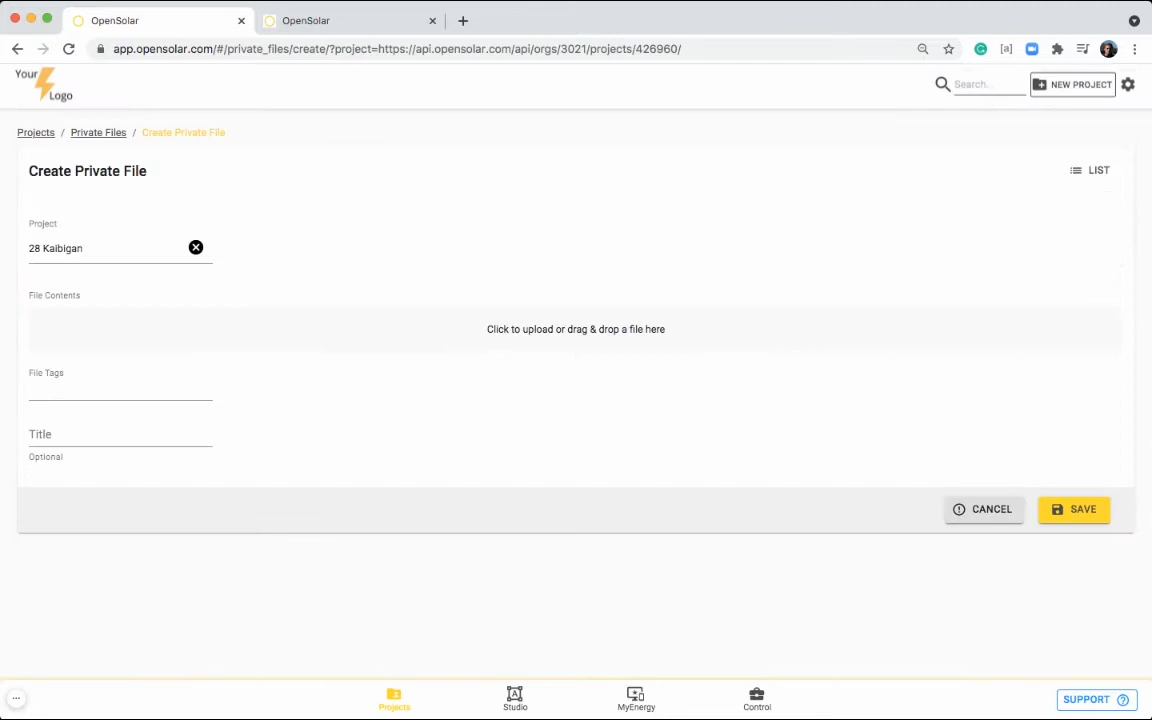 OpenSolar
OpenSolar
app.opensolar.com/#/private_files/create/?project=https://api.opensolar.com/api/orgs/3021/projects/426960/
[a]
Your
Logo
Search...
NEW PROJECT
Projects / Private Files / Create Private File
Create Private File
LIST
Project
28 Kaibigan
File Contents
Click to upload or drag & drop a file here
File Tags
Title
Optional
CANCEL
SAVE
Projects
Studio
MyEnergy
Control
SUPPORT